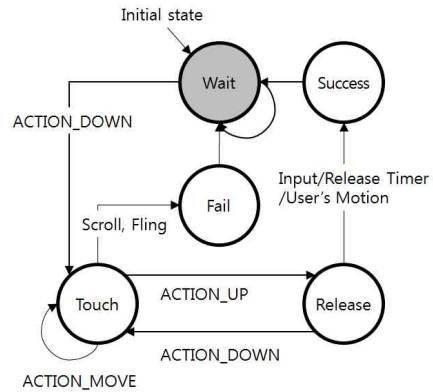 Initial state
Wait
Success
ACTION_DOWN
Input/Release Timer
/User's Motion
Fail
Scroll, Fling
Touch
ACTION_UP
Release
ACTION_DOWN
ACTION_MOVE